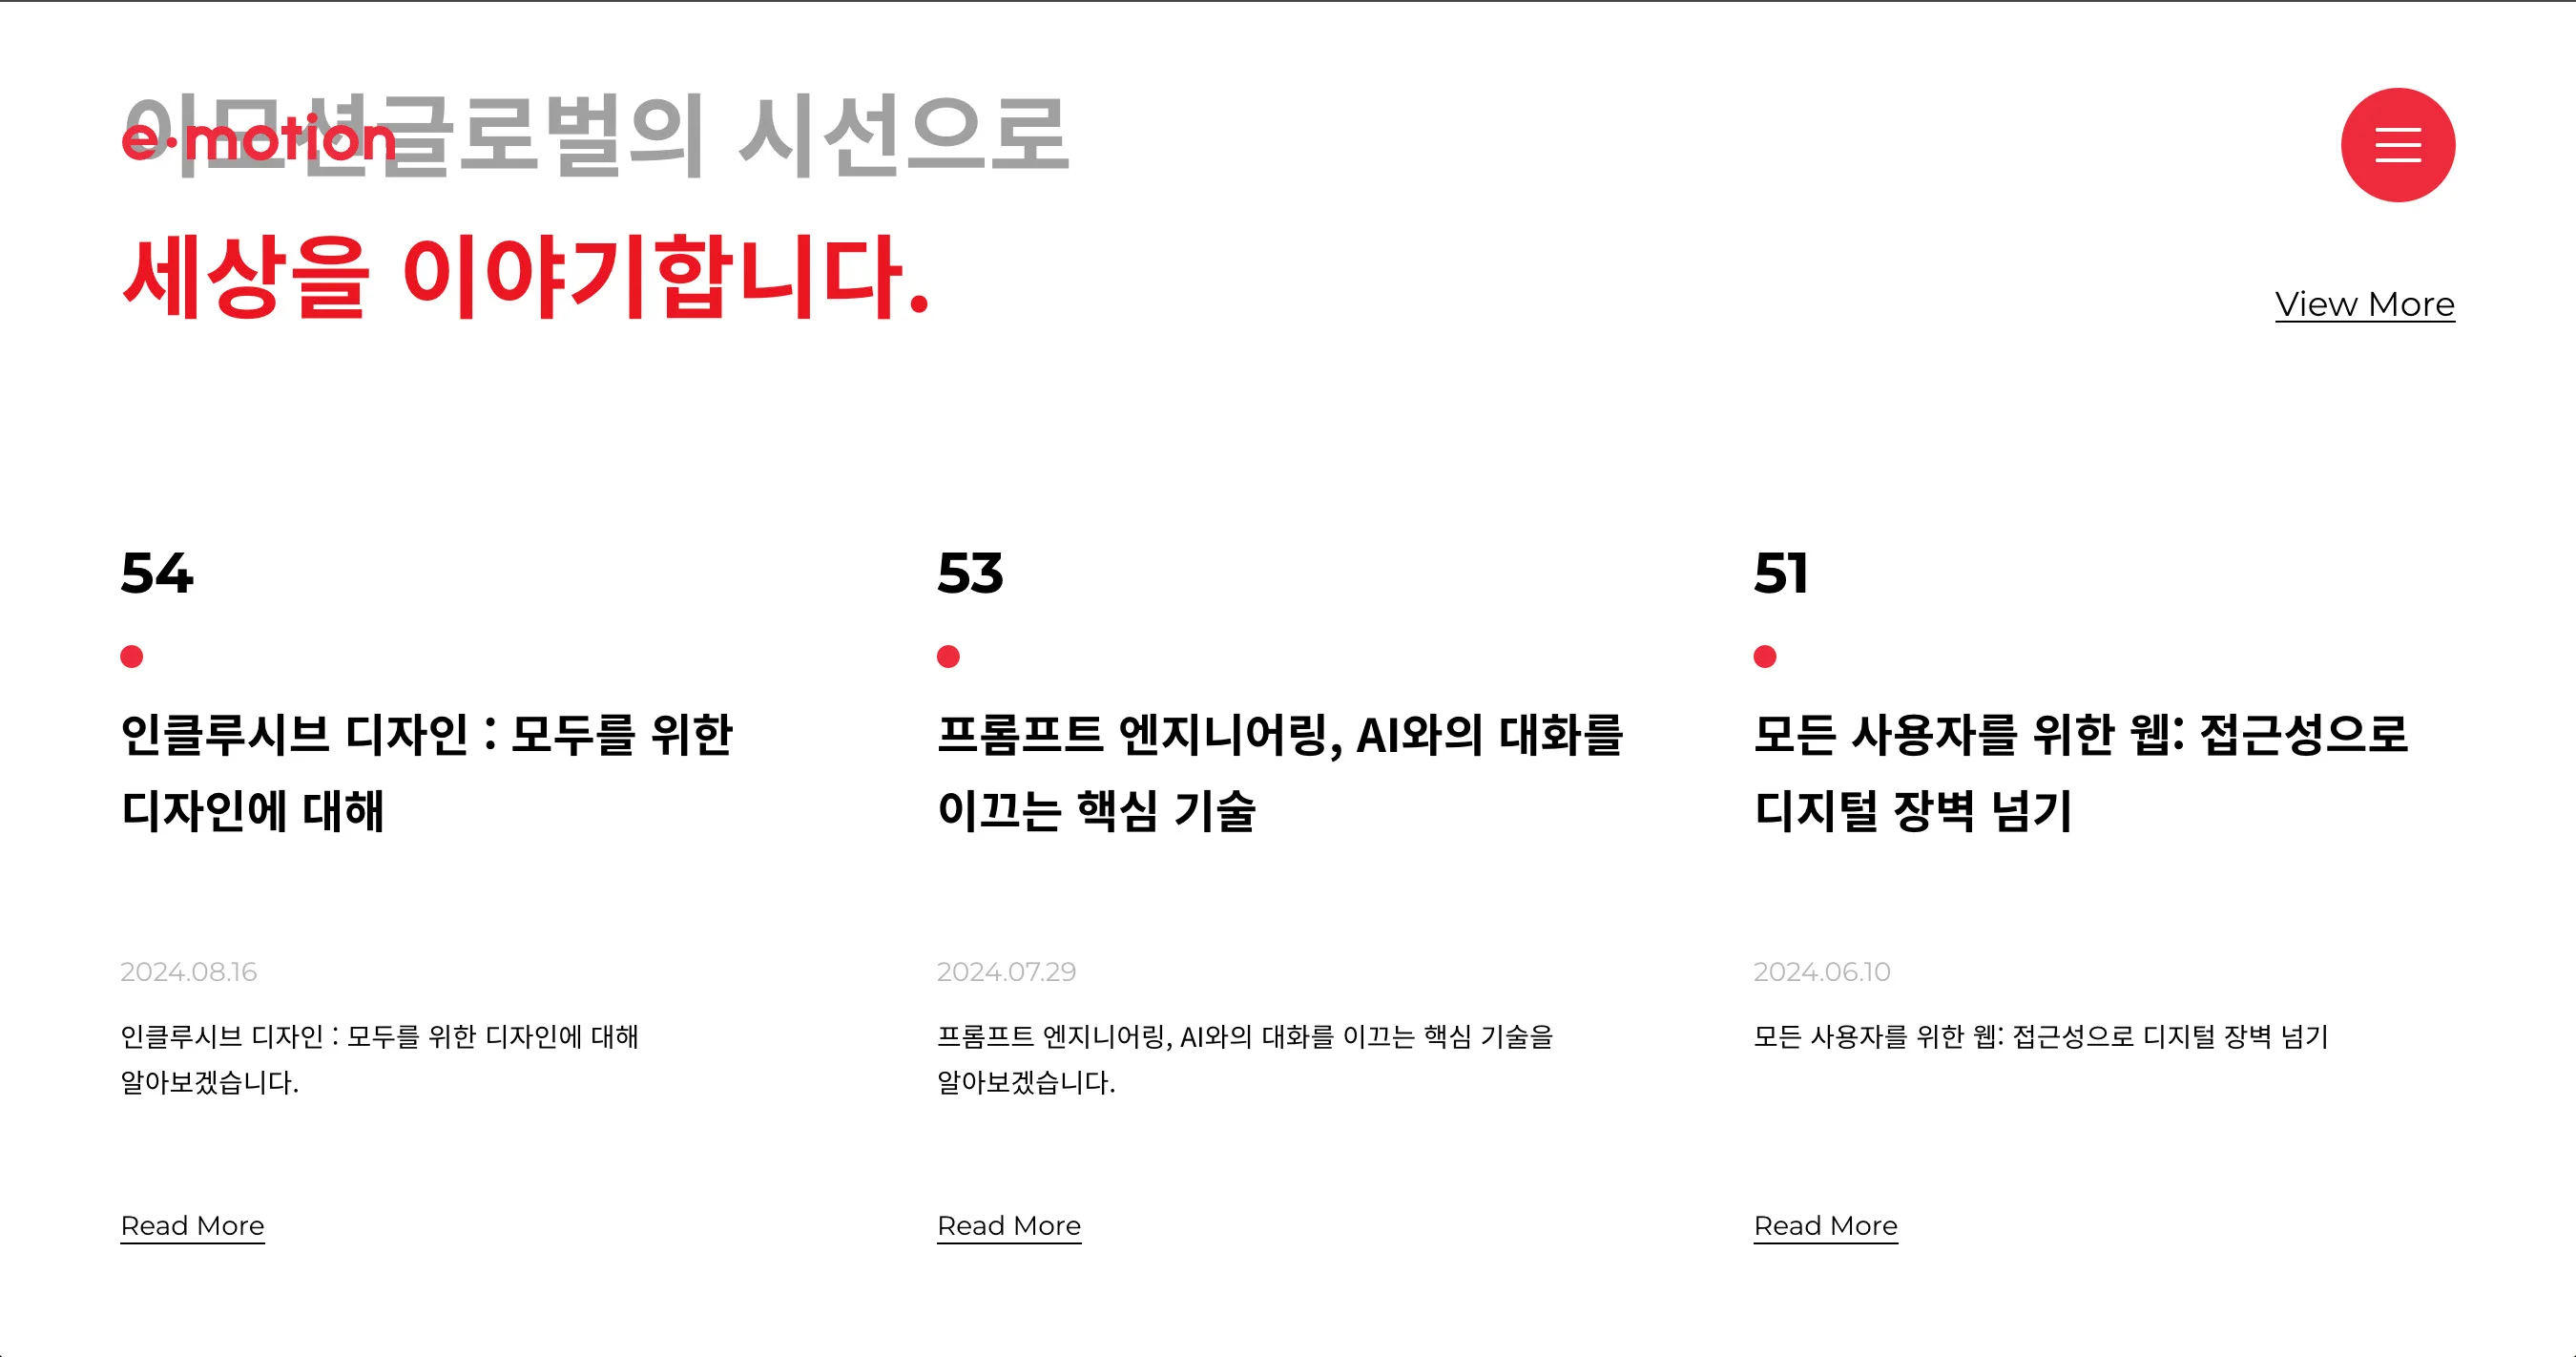 이모션글로벌의 시선으로
e·motion
세상을 이야기합니다.
View More
54
인클루시브 디자인 : 모두를 위한
디자인에 대해
2024.08.16
인클루시브 디자인 : 모두를 위한 디자인에 대해
알아보겠습니다.
Read More
53
프롬프트 엔지니어링, AI와의 대화를
이끄는 핵심 기술
2024.07.29
프롬프트 엔지니어링, AI와의 대화를 이끄는 핵심 기술을
알아보겠습니다.
Read More
51
모든 사용자를 위한 웹: 접근성으로
디지털 장벽 넘기
2024.06.10
모든 사용자를 위한 웹: 접근성으로 디지털 장벽 넘기
Read More